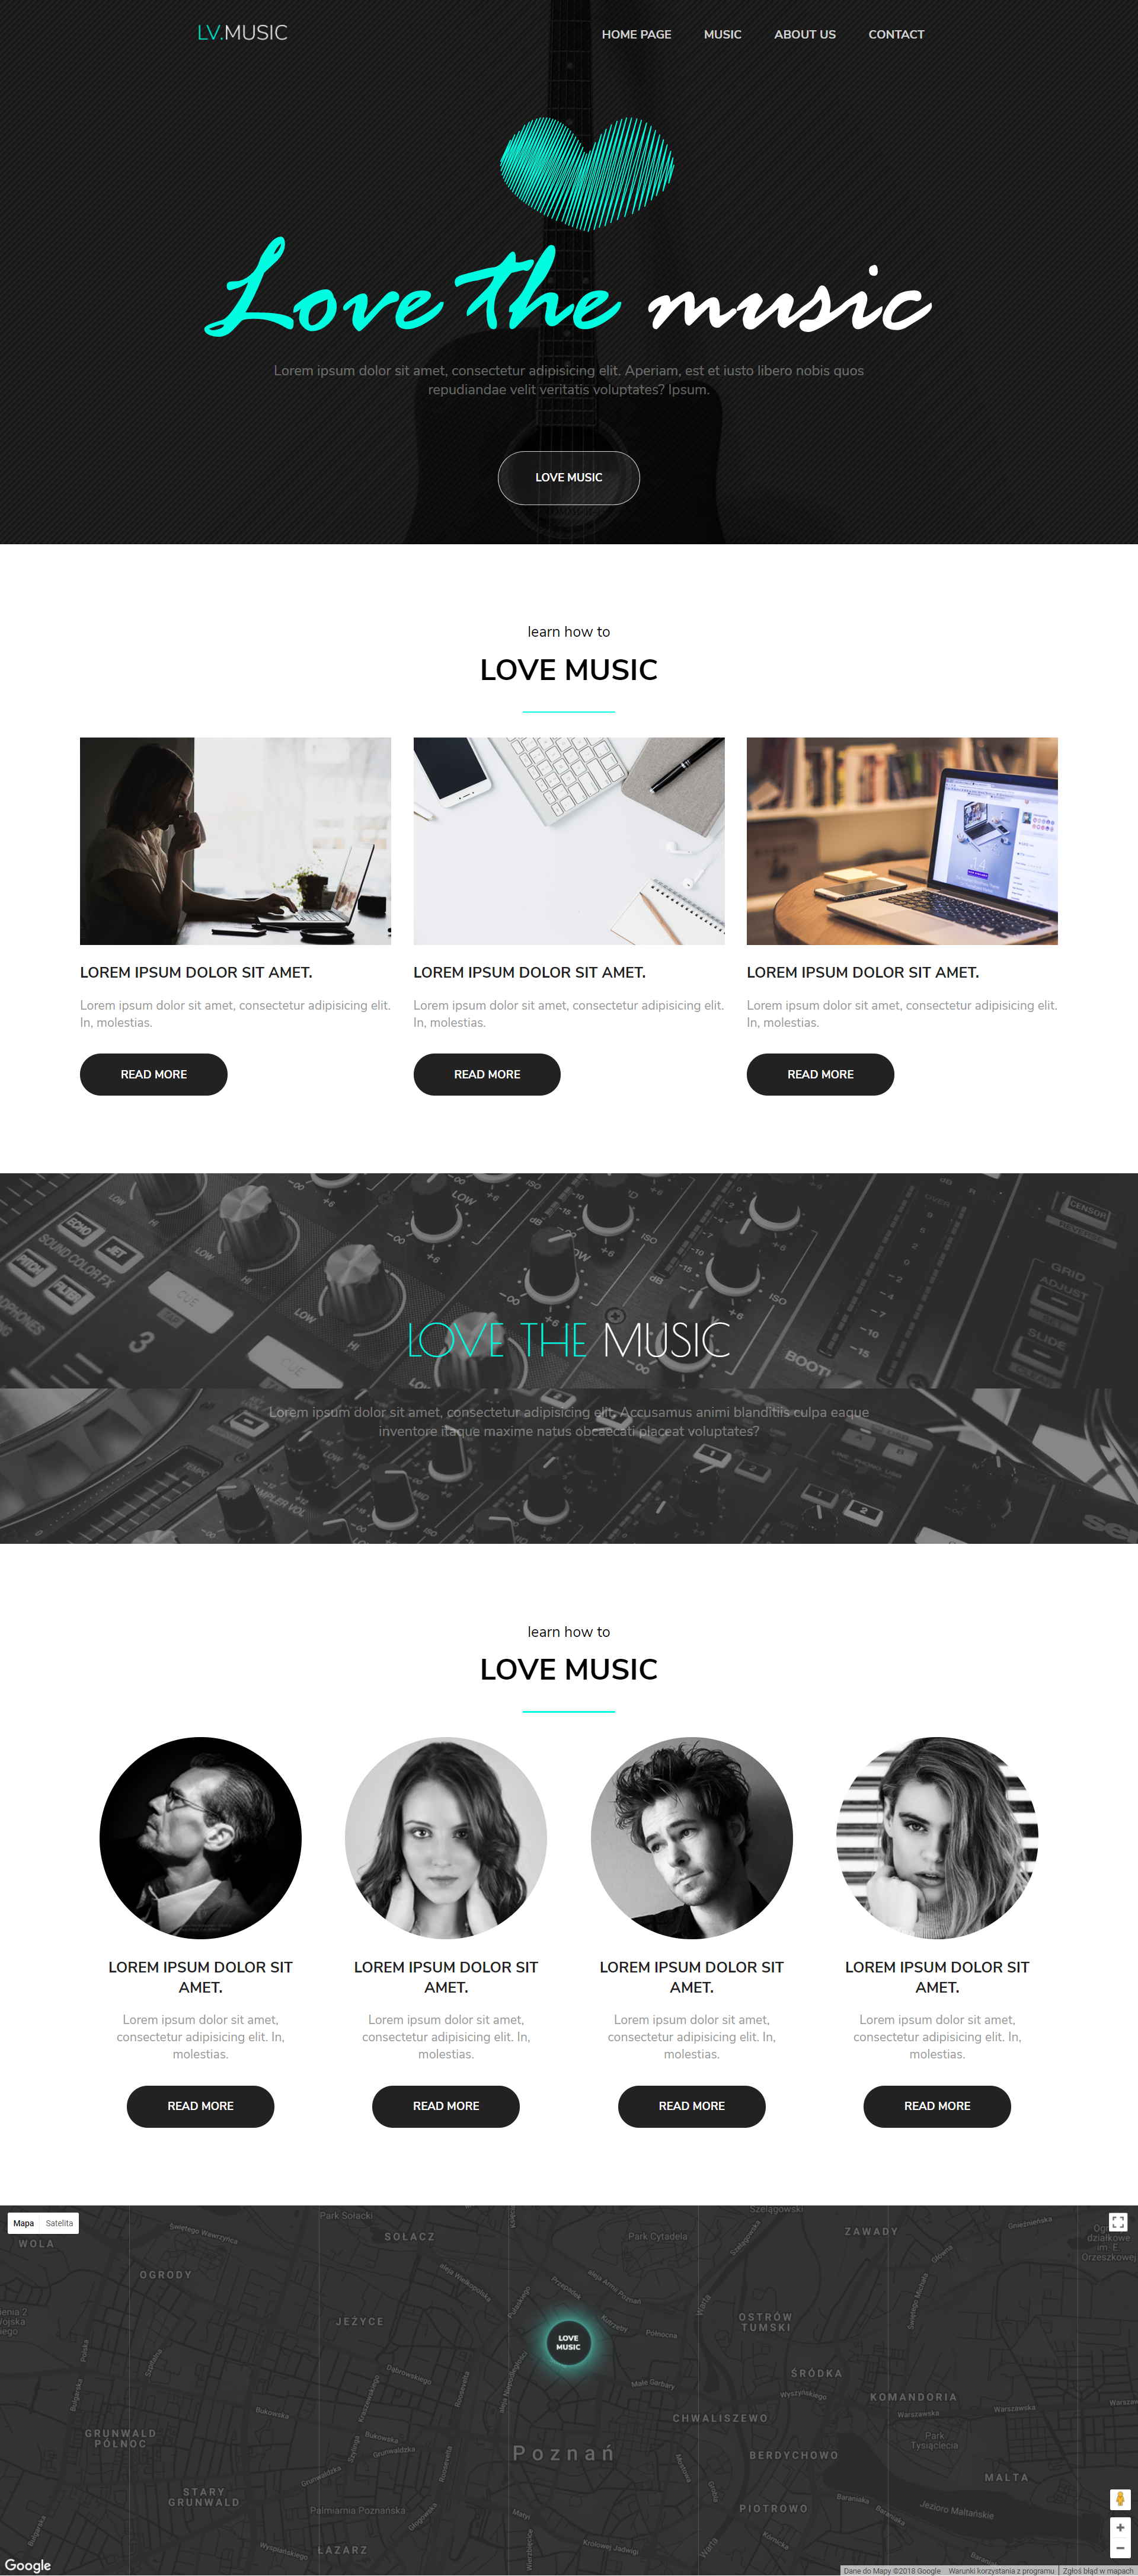 LV.MUSIC
HOME PAGE
MUSIC
ABOUT US
CONTACT
Love the music
Lorem ipsum dolor sit amet, consectetur adipisicing elit. Aperiam, est et iusto libero nobis quos
repudiandae velit veritatis voluptates? Ipsum.
LOVE MUSIC
learn how to
LOVE MUSIC
LOREM IPSUM DOLOR SIT AMET.
Lorem ipsum dolor sit amet, consectetur adipisicing elit.
In, molestias.
READ MORE
LOREM IPSUM DOLOR SIT AMET.
Lorem ipsum dolor sit amet, consectetur adipisicing elit.
In, molestias.
READ MORE
LOREM IPSUM DOLOR SIT AMET.
Lorem ipsum dolor sit amet, consectetur adipisicing elit.
In, molestias.
READ MORE
LOVE THE MUSIC
Lorem ipsum dolor sit amet, consectetur adipisicing elit. Accusamus animi blanditiis culpa eaque
inventore itaque maxime natus obcaecati placeat voluptates?
learn how to
LOVE MUSIC
LOREM IPSUM DOLOR SIT
AMET.
Lorem ipsum dolor sit amet,
consectetur adipisicing elit. In,
molestias.
READ MORE
LOREM IPSUM DOLOR SIT
AMET.
Lorem ipsum dolor sit amet,
consectetur adipisicing elit. In,
molestias.
READ MORE
LOREM IPSUM DOLOR SIT
AMET.
Lorem ipsum dolor sit amet,
consectetur adipisicing elit. In,
molestias.
READ MORE
LOREM IPSUM DOLOR SIT
AMET.
Lorem ipsum dolor sit amet,
consectetur adipisicing elit. In,
molestias.
READ MORE
Mapa
Satelita
Park Sołacki
SOŁACZ
Park Cytadela
Szelągowski
ZAWADY
WOLA
OGRODY
JEŻYCE
LOVE
MUSIC
OSTRÓW
TUMSKI
ŚRÓDKA
KOMANDORIA
CHWALISZEWO
GRUNWALD
PÓŁNOC
Poznań
BERDYCHOWO
Park
Tysiąclecia
MALTA
STARY
GRUNWALD
Palmiarnia Poznańska
PIOTROWO
Jezioro Maltańskie
ŁAZARZ
Google
Dane do Mapy ©2018 Google
Warunki korzystania z programu
Zgłoś błąd w mapach